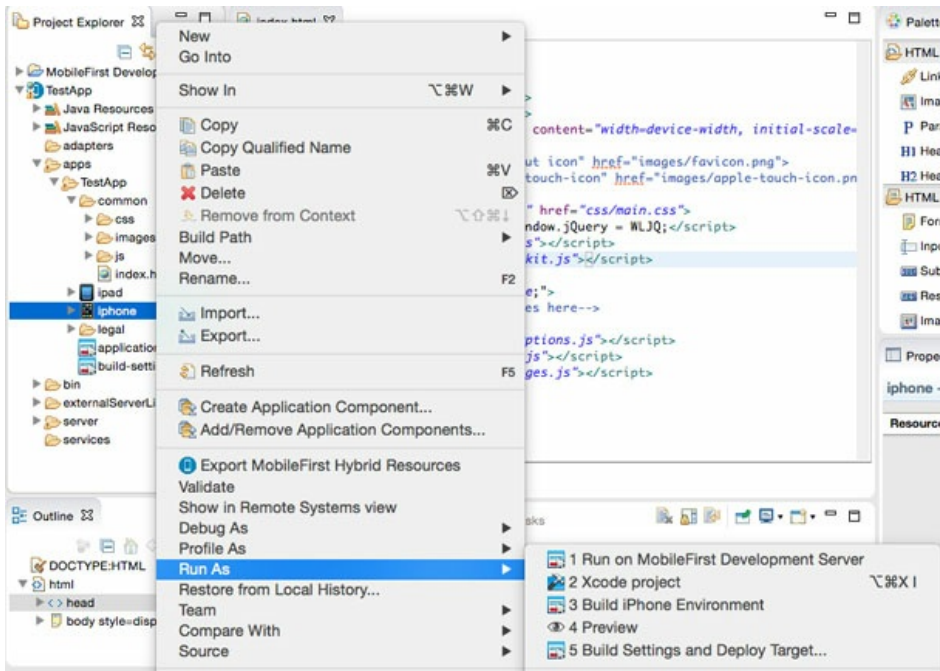 Project Explorer
MobileFirst Develop
TestApp
Java Resources
JavaScript Reso
adapters
apps
TestApp
common
css
images
js
index.h
ipad
iphone
legal
application
build-setti
bin
externalServerLi
server
services
Outline
DOCTYPE:HTML
html
<> head
body style=disp
New
Go Into
Show In ⌥⌘W
Copy ⌘C
Copy Qualified Name
Paste ⌘V
Delete ⌦
Remove from Context ⌥⇧⌘↓
Build Path
Move...
Rename... F2
Import...
Export...
Refresh F5
Create Application Component...
Add/Remove Application Components...
Export MobileFirst Hybrid Resources
Validate
Show in Remote Systems view
Debug As
Profile As
Run As
Restore from Local History...
Team
Compare With
Source
1 Run on MobileFirst Development Server
2 Xcode project ⌥⌘X I
3 Build iPhone Environment
4 Preview
5 Build Settings and Deploy Target...
index.html
>
>
content="width=device-width, initial-scale=
ut icon" href="images/favicon.png">
touch-icon" href="images/apple-touch-icon.pn
" href="css/main.css">
ndow.jQuery = WLJQ;</script>
s"></script>
kit.js"></script>
e;">
es here-->
ptions.js"></script>
js"></script>
ges.js"></script>
sks
Palett
HTML
Link
Ima
P Par
H1 Hea
H2 Hea
HTML
For
Inpu
Sub
Res
Ima
Prope
iphone -
Resource